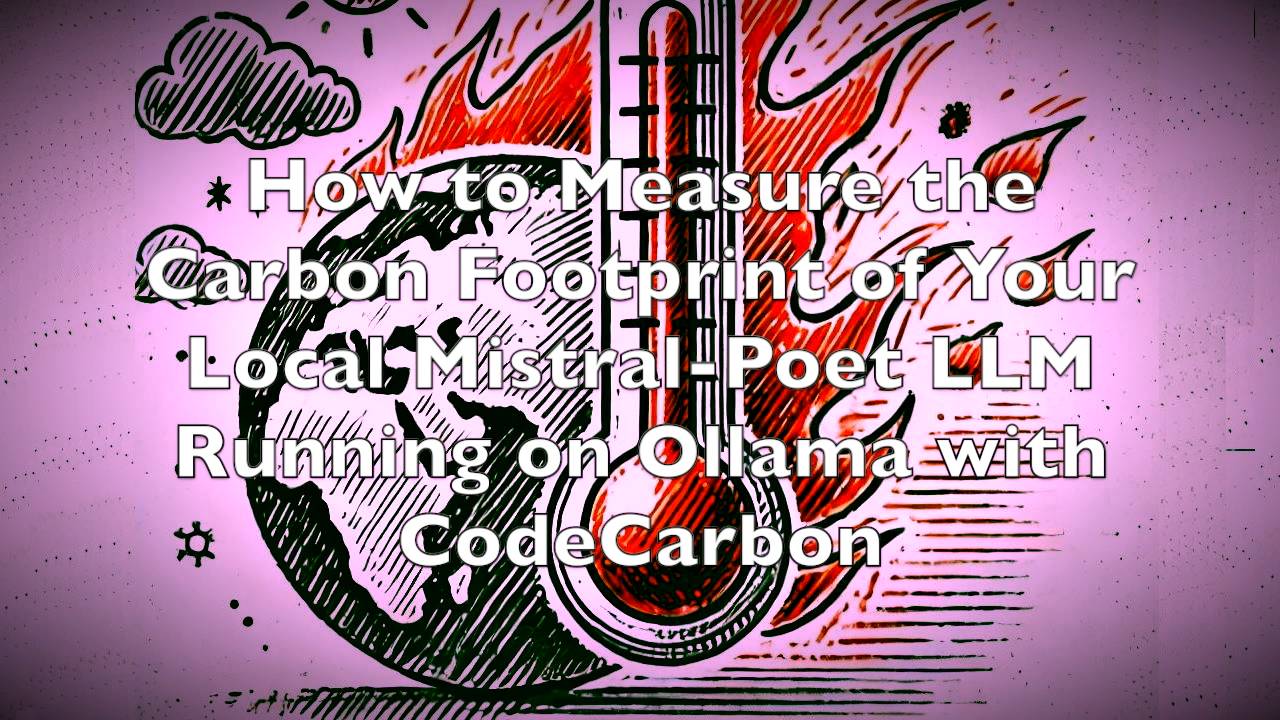 How to Measure the
Carbon Footprint of Your
Local Mistral-Poet LLM
Running on Ollama with
CodeCarbon